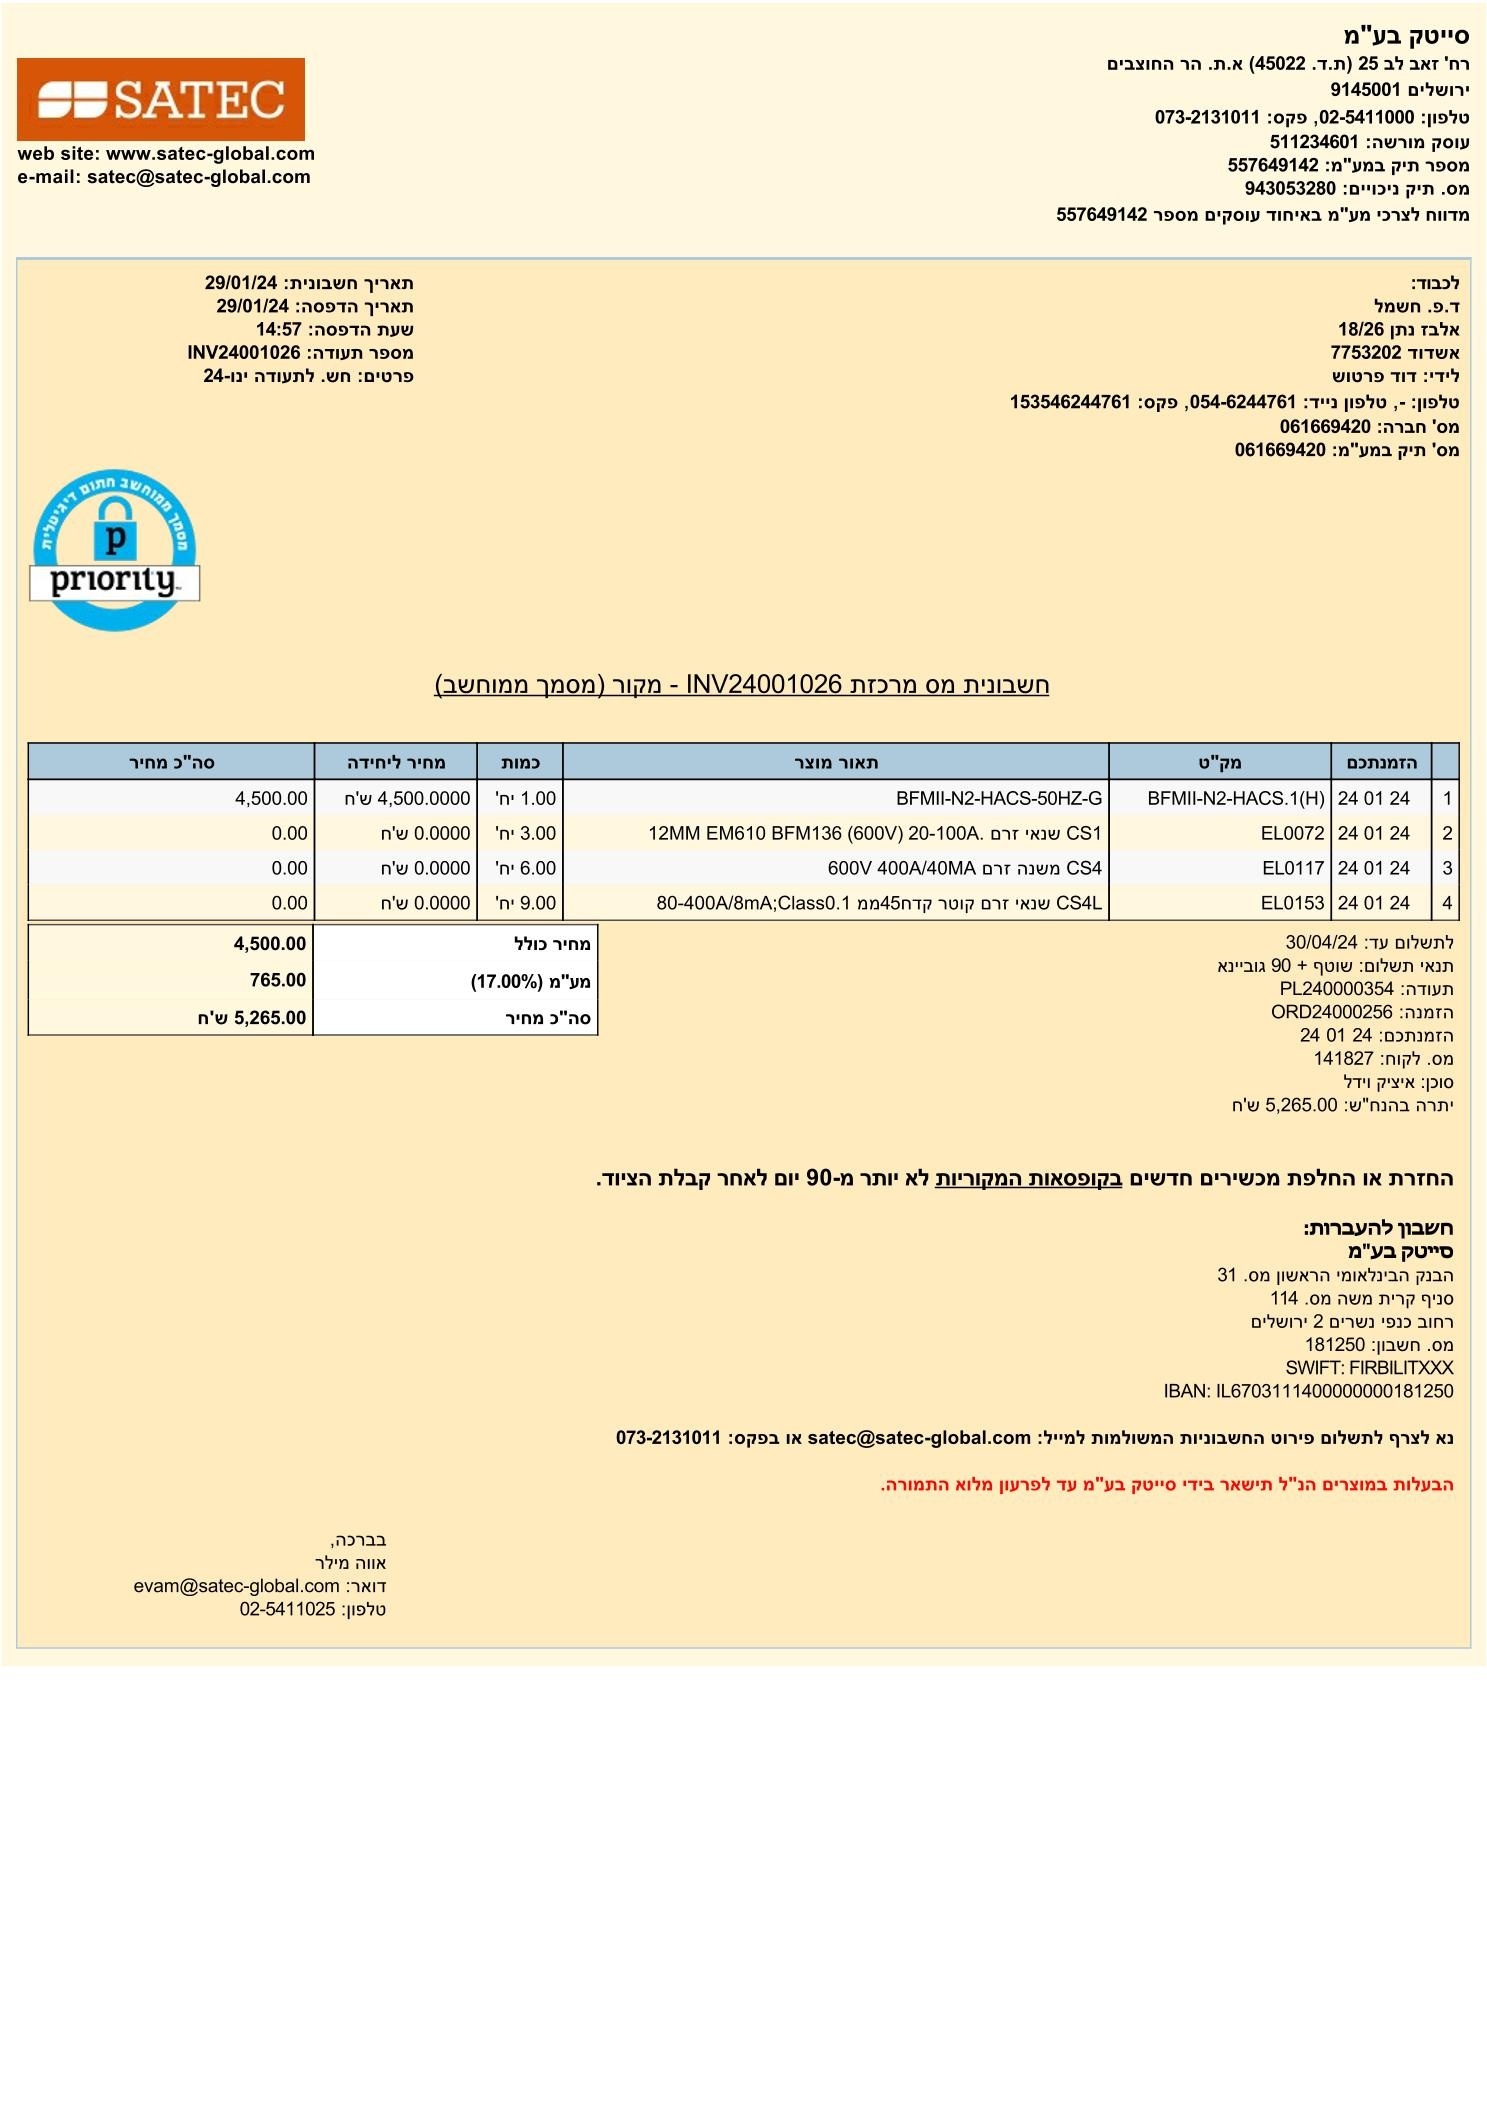 סייטק בע"מ
רח' זאב לב 25 (ת.ד. 45022) א.ת. הר החוצבים
ירושלים 9145001
טלפון: 02-5411000, פקס: 073-2131011
עוסק מורשה: 511234601
מספר תיק במע"מ: 557649142
מס. תיק ניכויים: 943053280
מדווח לצרכי מע"מ באיחוד עוסקים מספר 557649142
SATEC
web site: www.satec-global.com
e-mail: satec@satec-global.com
לכבוד:
ד.פ. חשמל
אלבז נתן 18/26
אשדוד 7753202
לידי: דוד פרטוש
טלפון: -, טלפון נייד: 054-6244761, פקס: 153546244761
מס' חברה: 061669420
מס' תיק במע"מ: 061669420
תאריך חשבונית: 29/01/24
תאריך הדפסה: 29/01/24
שעת הדפסה: 14:57
מספר תעודה: INV24001026
פרטים: חש. לתעודה ינו-24
מסמך ממוחשב חתום דיגיטלית
p
priority
חשבונית מס מרכזת INV24001026 - מקור (מסמך ממוחשב)
הזמנתכם מק"ט תאור מוצר כמות מחיר ליחידה סה"כ מחיר
1 24 01 24 BFMII-N2-HACS.1(H) BFMII-N2-HACS-50HZ-G 1.00 יח' 4,500.0000 ש'ח 4,500.00
2 24 01 24 EL0072 CS1 שנאי זרם .12MM EM610 BFM136 (600V) 20-100A 3.00 יח' 0.0000 ש'ח 0.00
3 24 01 24 EL0117 CS4 משנה זרם 600V 400A/40MA 6.00 יח' 0.0000 ש'ח 0.00
4 24 01 24 EL0153 CS4L שנאי זרם קוטר קדח45ממ 80-400A/8mA;Class0.1 9.00 יח' 0.0000 ש'ח 0.00
מחיר כולל 4,500.00
מע"מ (17.00%) 765.00
סה"כ מחיר 5,265.00 ש'ח
לתשלום עד: 30/04/24
תנאי תשלום: שוטף + 90 גוביינא
תעודה: PL240000354
הזמנה: ORD24000256
הזמנתכם: 24 01 24
מס. לקוח: 141827
סוכן: איציק וידל
יתרה בהנח"ש: 5,265.00 ש'ח
החזרת או החלפת מכשירים חדשים בקופסאות המקוריות לא יותר מ-90 יום לאחר קבלת הציוד.
חשבון להעברות:
סייטק בע"מ
הבנק הבינלאומי הראשון מס. 31
סניף קרית משה מס. 114
רחוב כנפי נשרים 2 ירושלים
מס. חשבון: 181250
SWIFT: FIRBILITXXX
IBAN: IL670311140000000181250
נא לצרף לתשלום פירוט החשבוניות המשולמות למייל: satec@satec-global.com או בפקס: 073-2131011
הבעלות במוצרים הנ"ל תישאר בידי סייטק בע"מ עד לפרעון מלוא התמורה.
בברכה,
אווה מילר
דואר: evam@satec-global.com
טלפון: 02-5411025